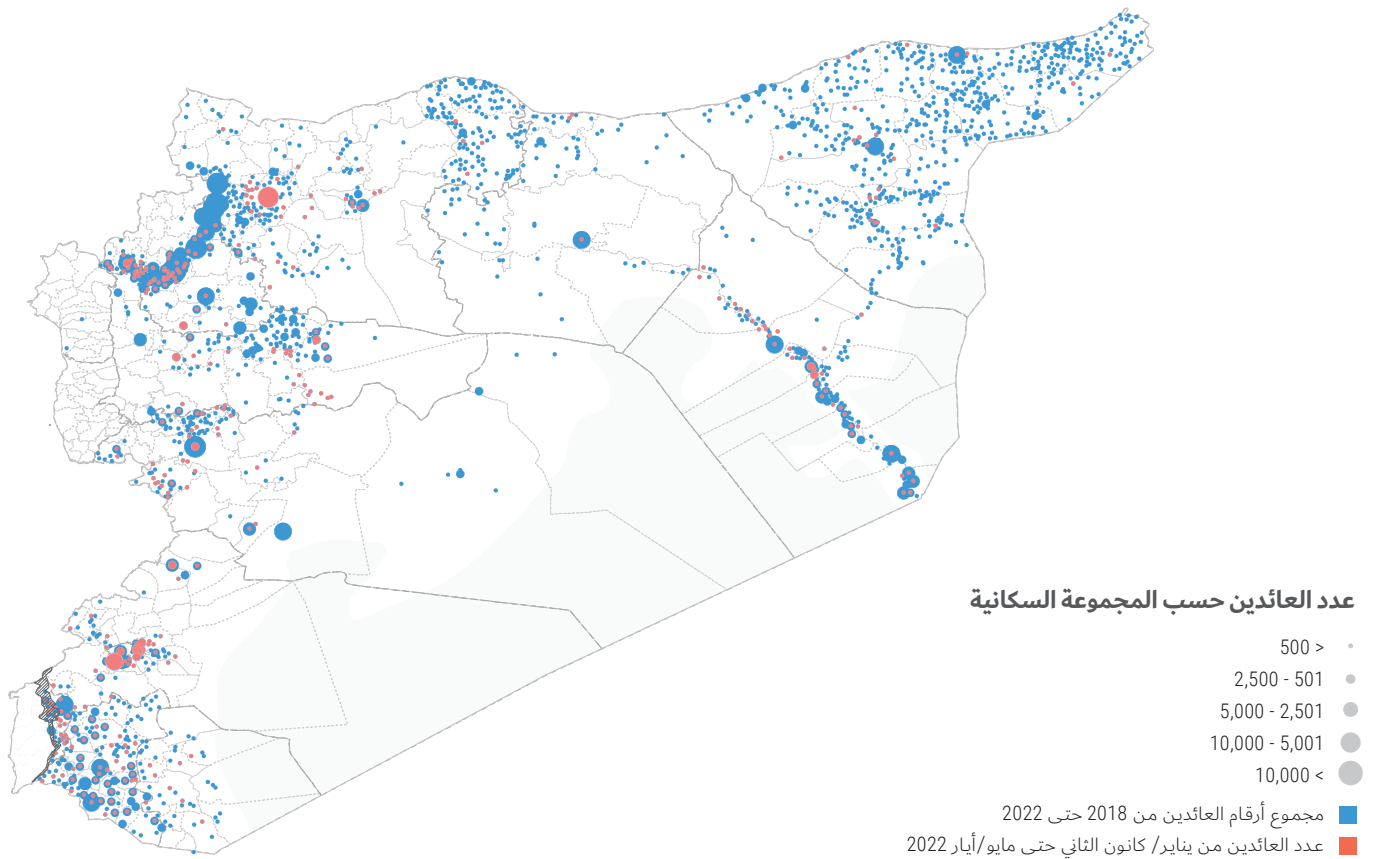 عدد العائدين حسب المجموعة السكانية
500 >
2,500 - 501
5,000 - 2,501
10,000 - 5,001
10,000 <
مجموع أرقام العائدين من 2018 حتى 2022
عدد العائدين من يناير/ كانون الثاني حتى مايو/أيار 2022